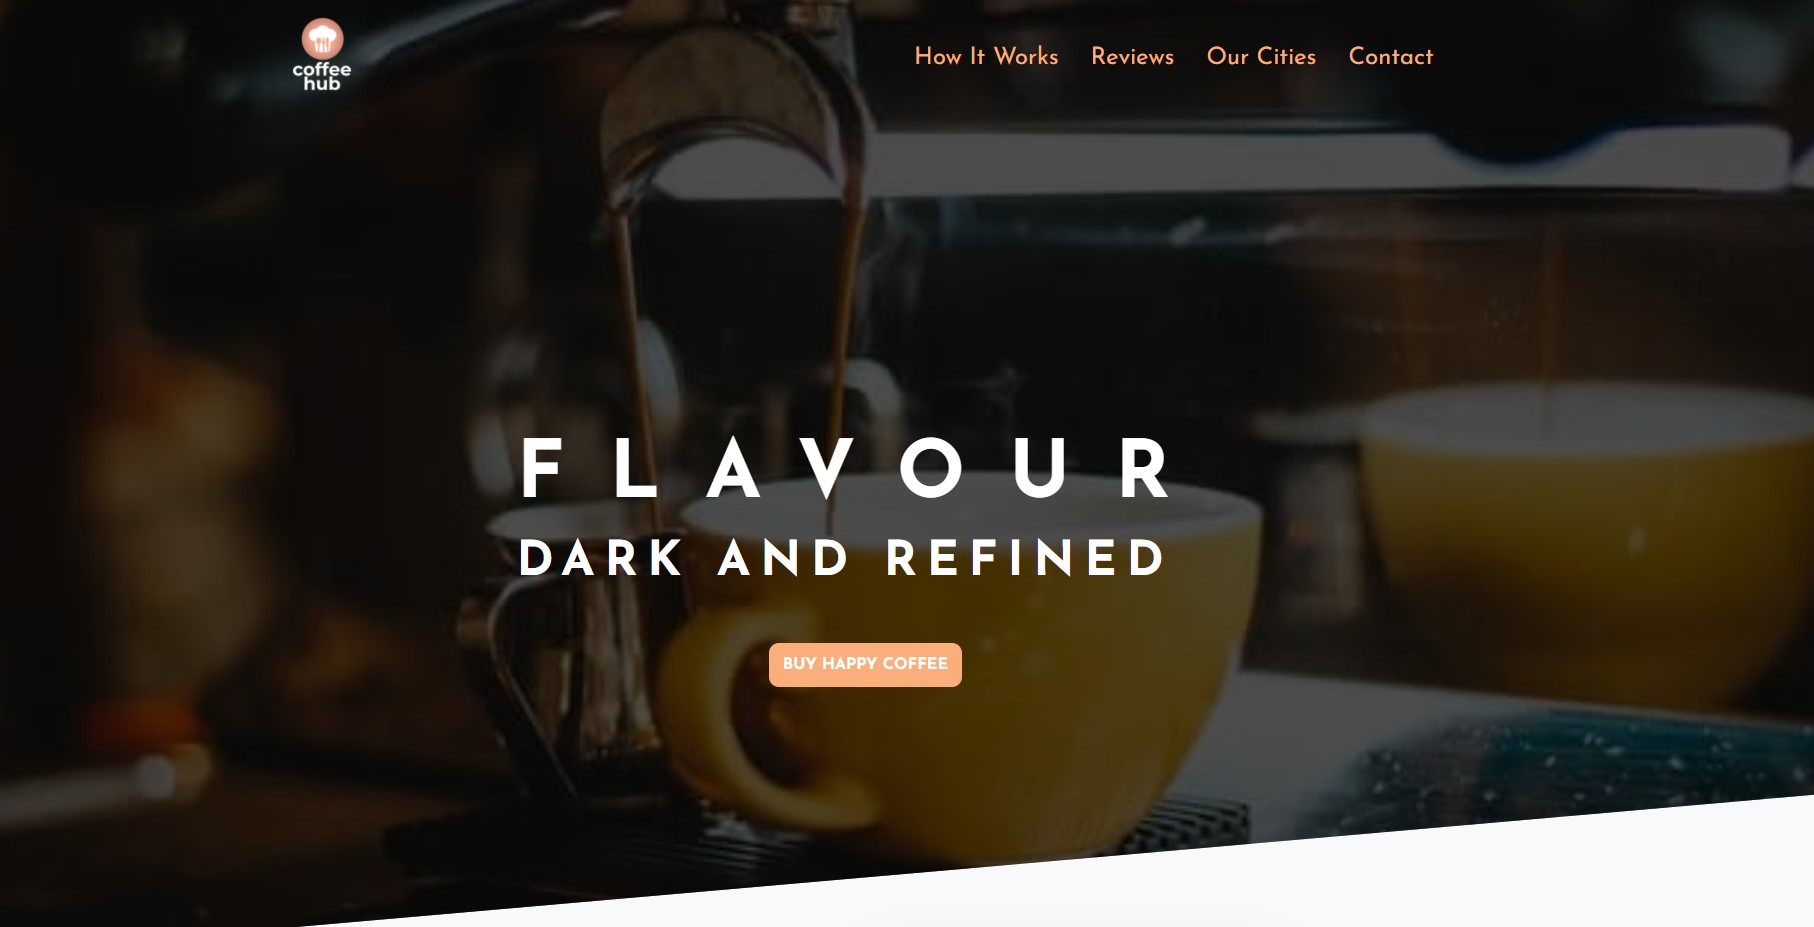 coffee
hub
How It Works Reviews Our Cities Contact
FLAVOUR
DARK AND REFINED
BUY HAPPY COFFEE